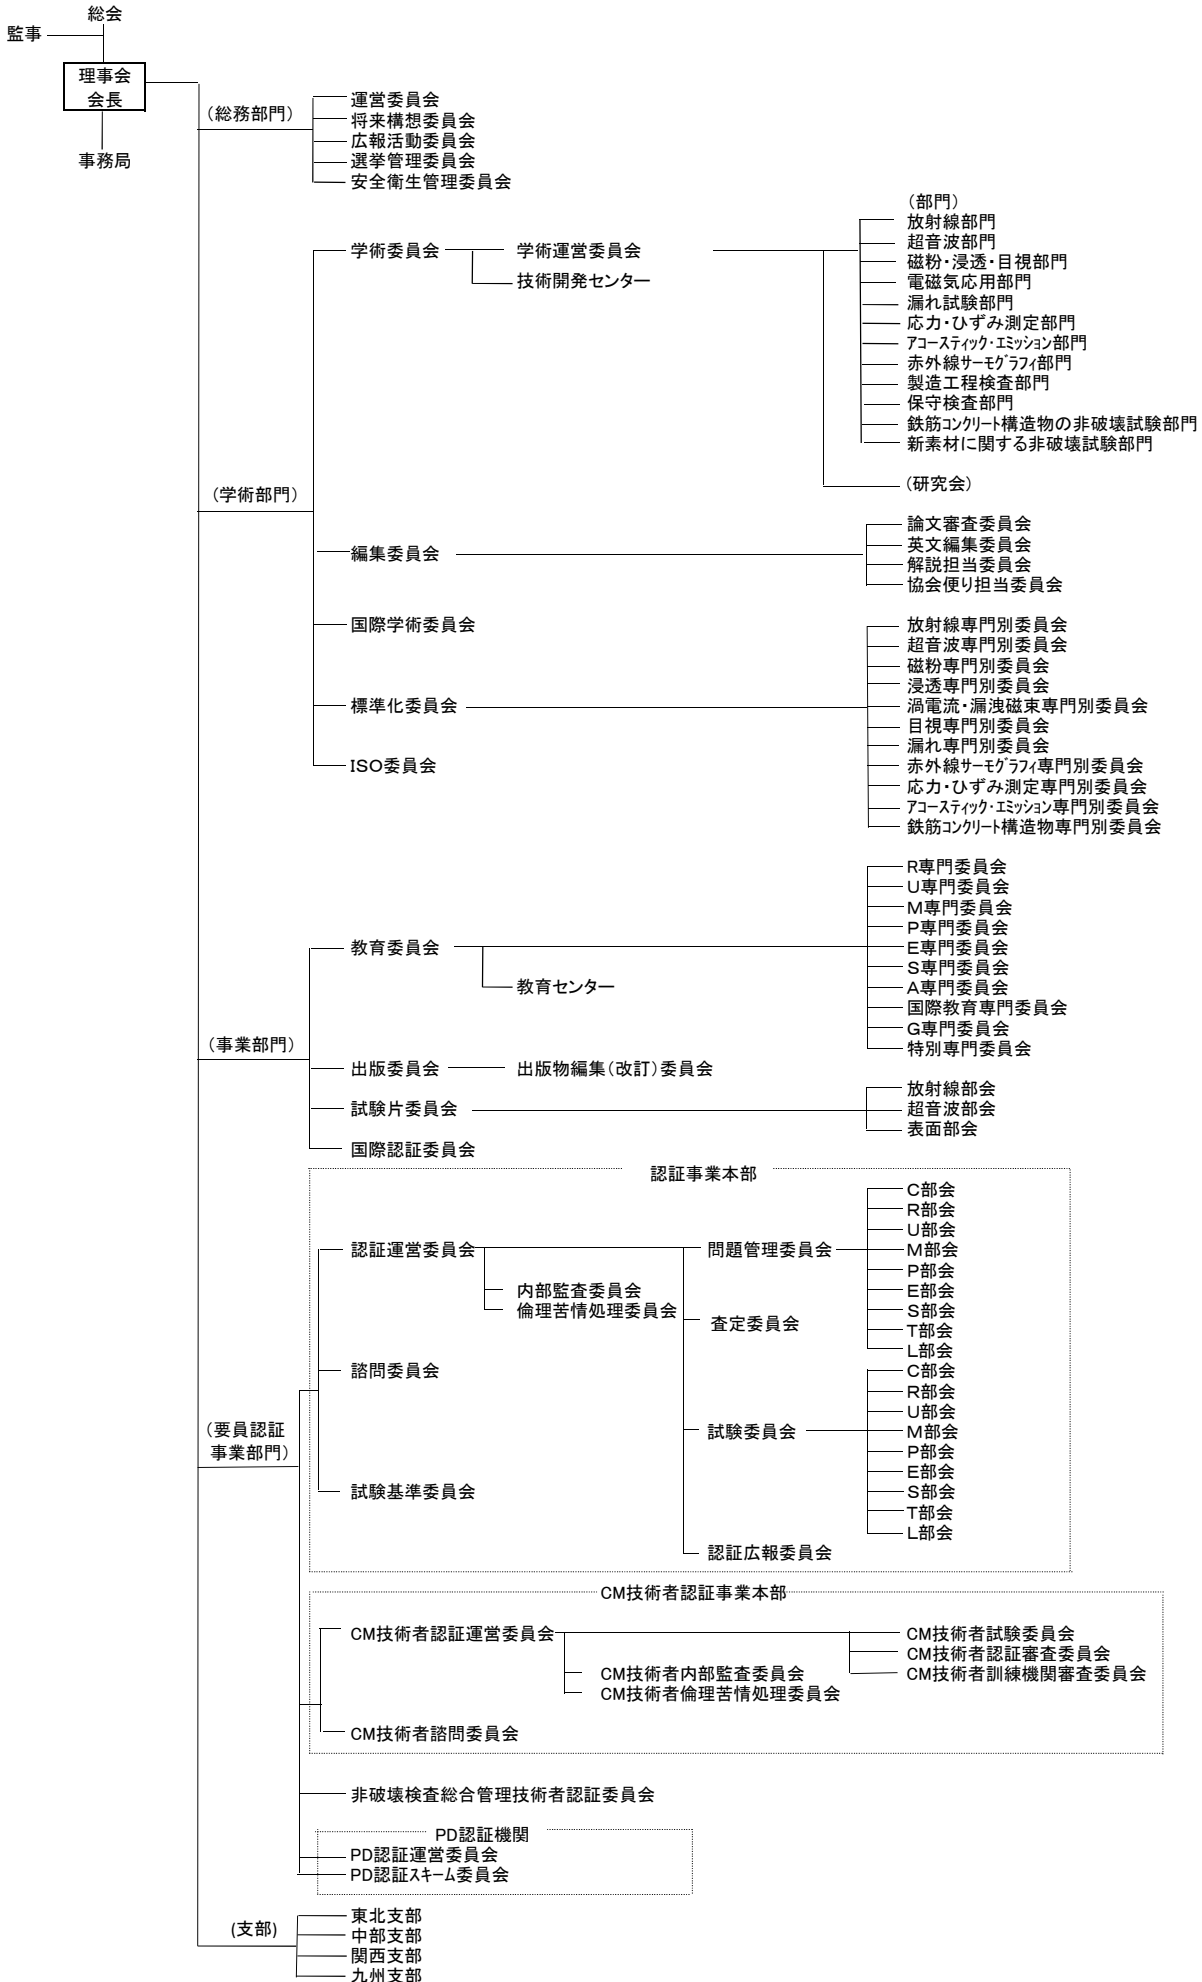 総会
監事
理事会
会長
事務局
(総務部門)
運営委員会
将来構想委員会
広報活動委員会
選挙管理委員会
安全衛生管理委員会
(学術部門)
学術委員会
学術運営委員会
技術開発センター
(部門)
放射線部門
超音波部門
磁粉・浸透・目視部門
電磁気応用部門
漏れ試験部門
応力・ひずみ測定部門
アコースティック・エミッション部門
赤外線サーモグラフィ部門
製造工程検査部門
保守検査部門
鉄筋コンクリート構造物の非破壊試験部門
新素材に関する非破壊試験部門
(研究会)
編集委員会
論文審査委員会
英文編集委員会
解説担当委員会
協会便り担当委員会
国際学術委員会
標準化委員会
ISO委員会
放射線専門別委員会
超音波専門別委員会
磁粉専門別委員会
浸透専門別委員会
渦電流・漏洩磁束専門別委員会
目視専門別委員会
漏れ専門別委員会
赤外線サーモグラフィ専門別委員会
応力・ひずみ測定専門別委員会
アコースティック・エミッション専門別委員会
鉄筋コンクリート構造物専門別委員会
(事業部門)
教育委員会
教育センター
R専門委員会
U専門委員会
M専門委員会
P専門委員会
E専門委員会
S専門委員会
A専門委員会
国際教育専門委員会
G専門委員会
特別専門委員会
出版委員会
出版物編集(改訂)委員会
試験片委員会
放射線部会
超音波部会
表面部会
国際認証委員会
(要員認証
事業部門)
認証事業本部
認証運営委員会
内部監査委員会
倫理苦情処理委員会
諮問委員会
試験基準委員会
問題管理委員会
C部会
R部会
U部会
M部会
P部会
E部会
S部会
T部会
L部会
査定委員会
試験委員会
C部会
R部会
U部会
M部会
P部会
E部会
S部会
T部会
L部会
認証広報委員会
CM技術者認証事業本部
CM技術者認証運営委員会
CM技術者内部監査委員会
CM技術者倫理苦情処理委員会
CM技術者試験委員会
CM技術者認証審査委員会
CM技術者訓練機関審査委員会
CM技術者諮問委員会
非破壊検査総合管理技術者認証委員会
PD認証機関
PD認証運営委員会
PD認証スキーム委員会
(支部)
東北支部
中部支部
関西支部
九州支部